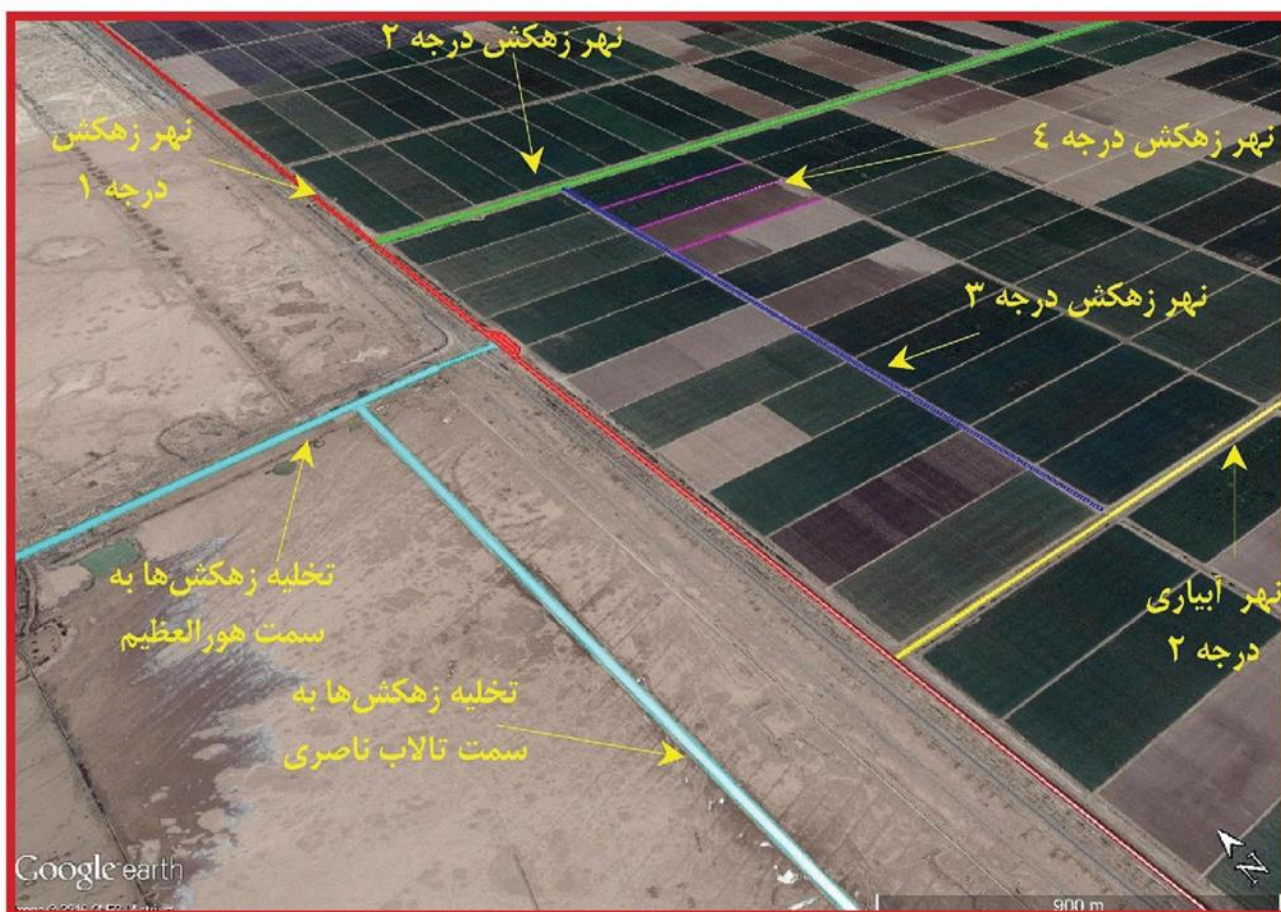 نهر زهکش درجه ۲
نهر زهکش
درجه ۱
نهر زهکش درجه ٤
نهر زهکش درجه ۳
تخلیه زهکش‌ها به
سمت هورالعظیم
نهر آبیاری
درجه ۲
تخلیه زهکش‌ها به
سمت تالاب ناصری
Google earth
N
900 m